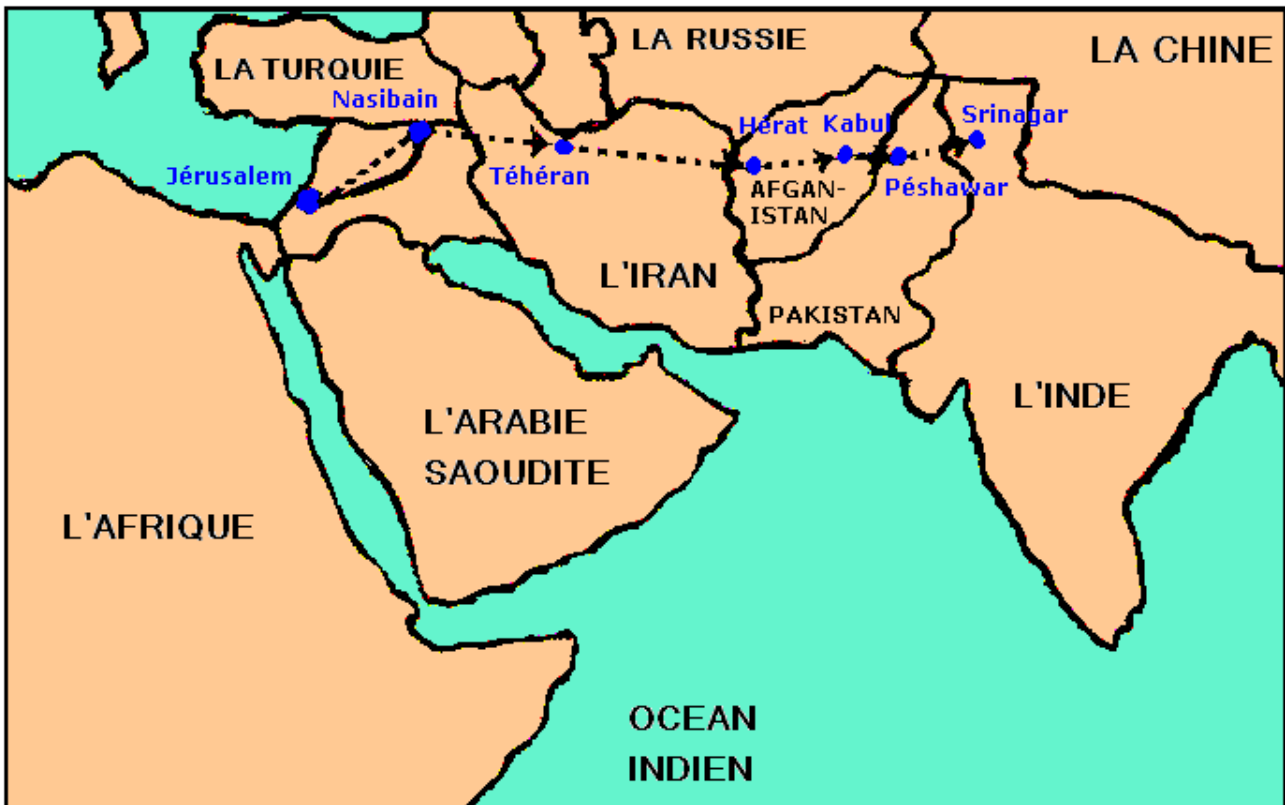 LA RUSSIE
LA CHINE
LA TURQUIE
Nasibain
Hérat
Kabul
Srinagar
Jérusalem
Téhéran
Péshawar
AFGAN-
ISTAN
L'IRAN
PAKISTAN
L'INDE
L'ARABIE
SAOUDITE
L'AFRIQUE
OCEAN
INDIEN